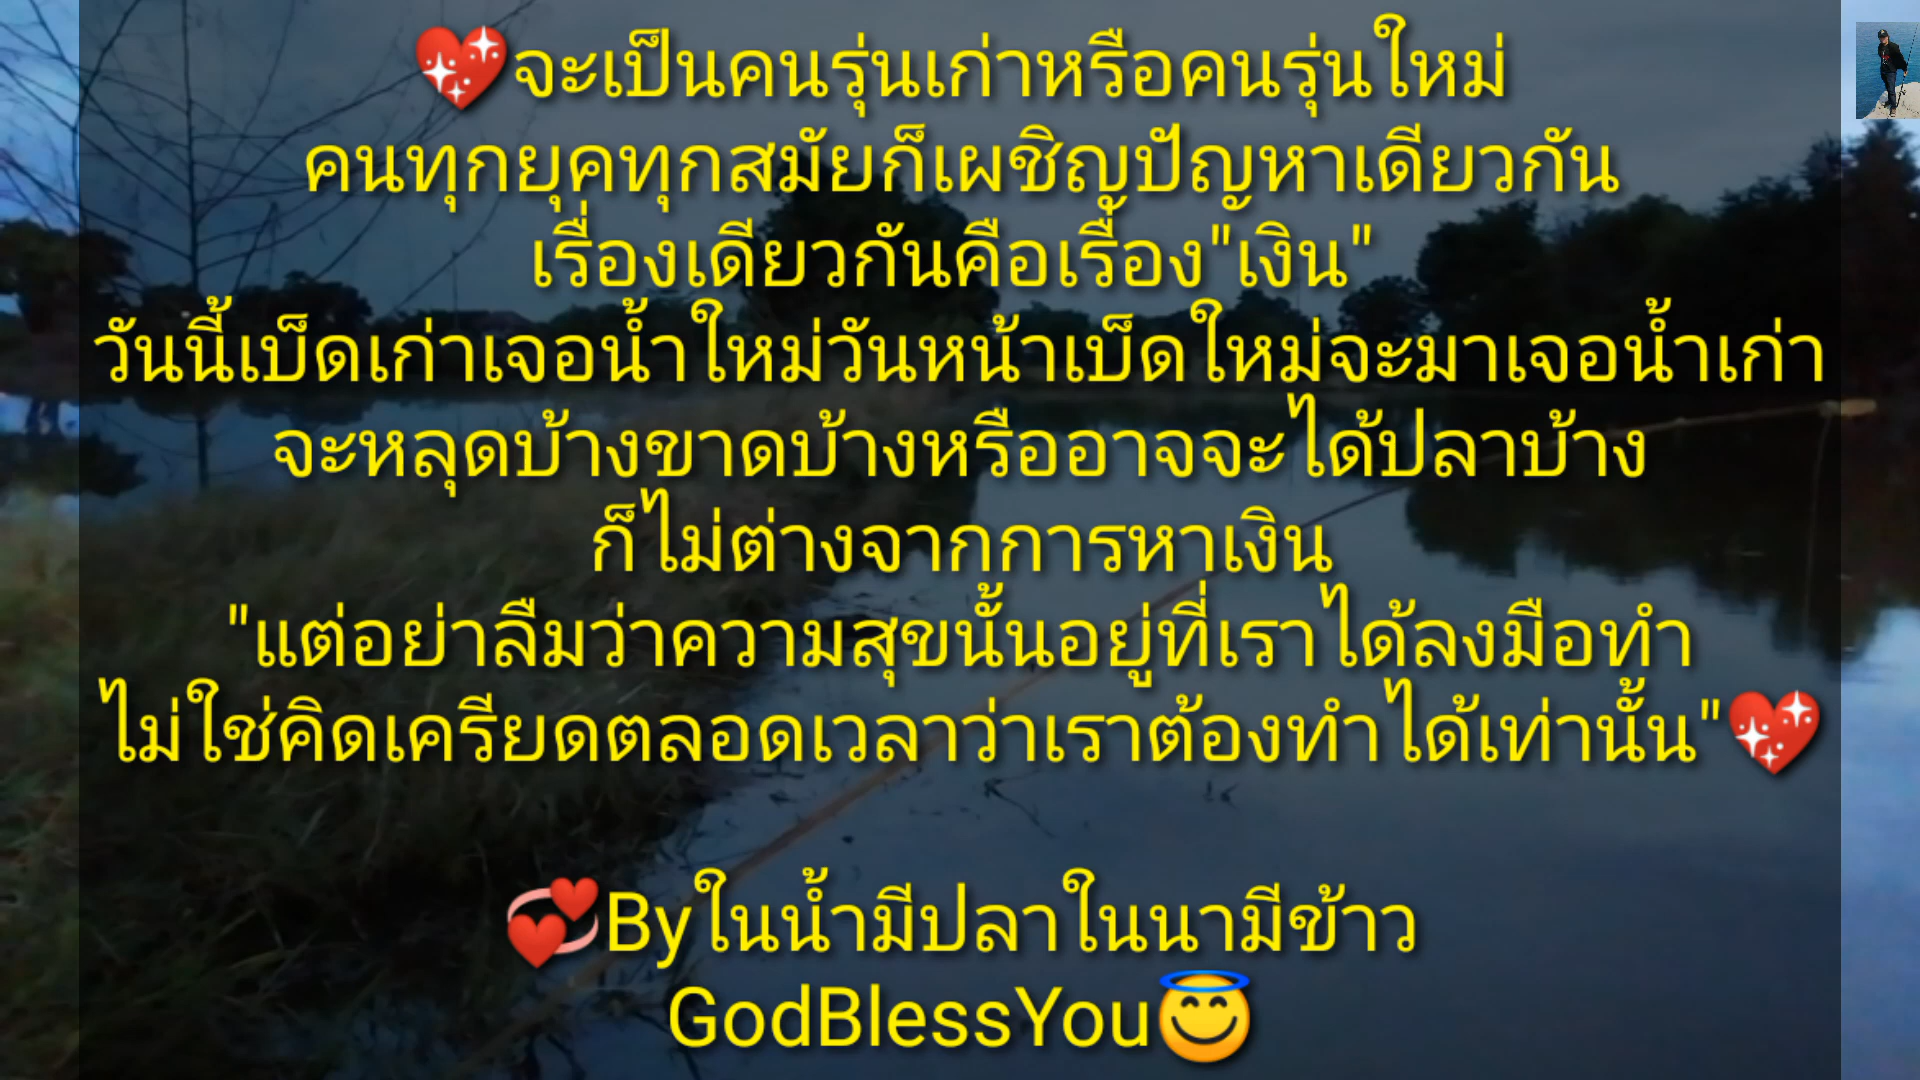 💖จะเป็นคนรุ่นเก่าหรือคนรุ่นใหม่
คนทุกยุคทุกสมัยก็เผชิญปัญหาเดียวกัน
เรื่องเดียวกันคือเรื่อง"เงิน"
วันนี้เบ็ดเก่าเจอน้ำใหม่วันหน้าเบ็ดใหม่จะมาเจอน้ำเก่า
จะหลุดบ้างขาดบ้างหรืออาจจะได้ปลาบ้าง
ก็ไม่ต่างจากการหาเงิน
"แต่อย่าลืมว่าความสุขนั้นอยู่ที่เราได้ลงมือทำ
ไม่ใช่คิดเครียดตลอดเวลาว่าเราต้องทำได้เท่านั้น"💖
💞Byในน้ำมีปลาในนามีข้าว
GodBlessYou😇